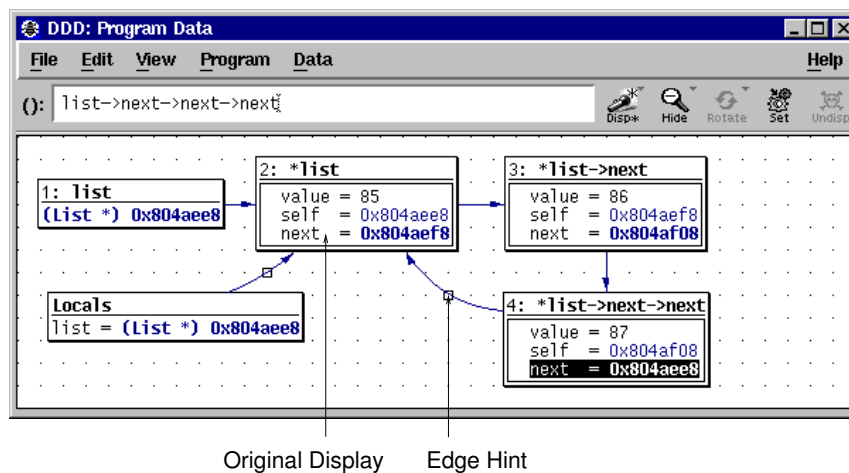 DDD: Program Data
File Edit View Program Data Help
(): list->next->next->next
Disp* Hide Rotate Set Undisp
1: list
(List *) 0x804aee8
2: *list
value = 85
self = 0x804aee8
next = 0x804aef8
3: *list->next
value = 86
self = 0x804aef8
next = 0x804af08
Locals
list = (List *) 0x804aee8
4: *list->next->next
value = 87
self = 0x804af08
next = 0x804aee8
Original Display
Edge Hint